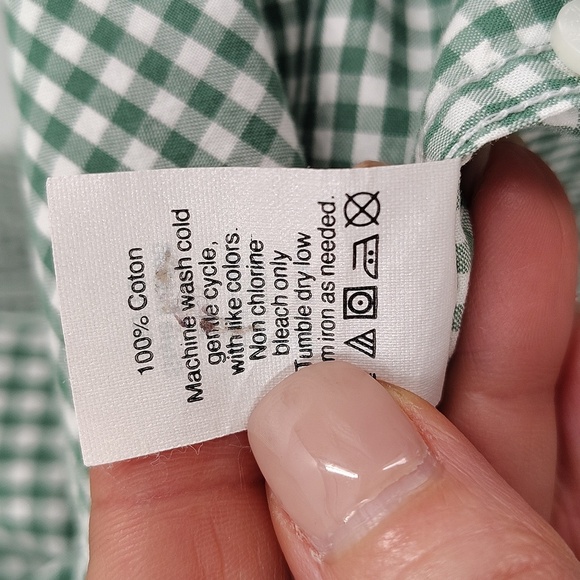 100% Coton
Machine wash cold
gentle cycle,
with like colors.
Non chlorine
bleach only
Tumble dry low
m iron as needed.